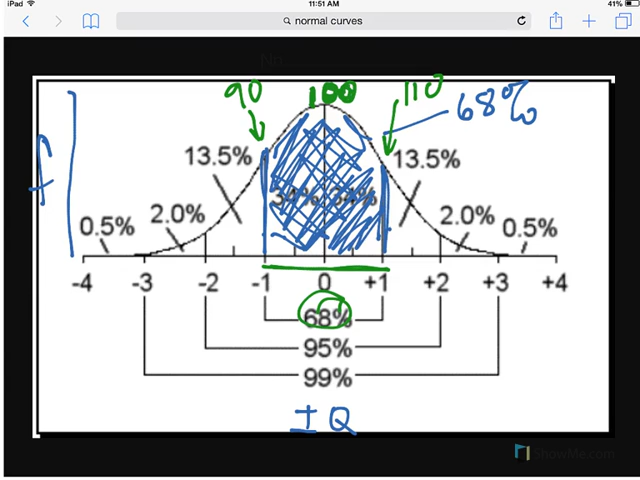 iPad
11:51 AM
41%
normal curves
No
90 100 110
68%
f
13.5% 34% 34% 13.5%
0.5% 2.0% 2.0% 0.5%
-4 -3 -2 -1 0 +1 +2 +3 +4
68%
95%
99%
± Q
ShowMe.com